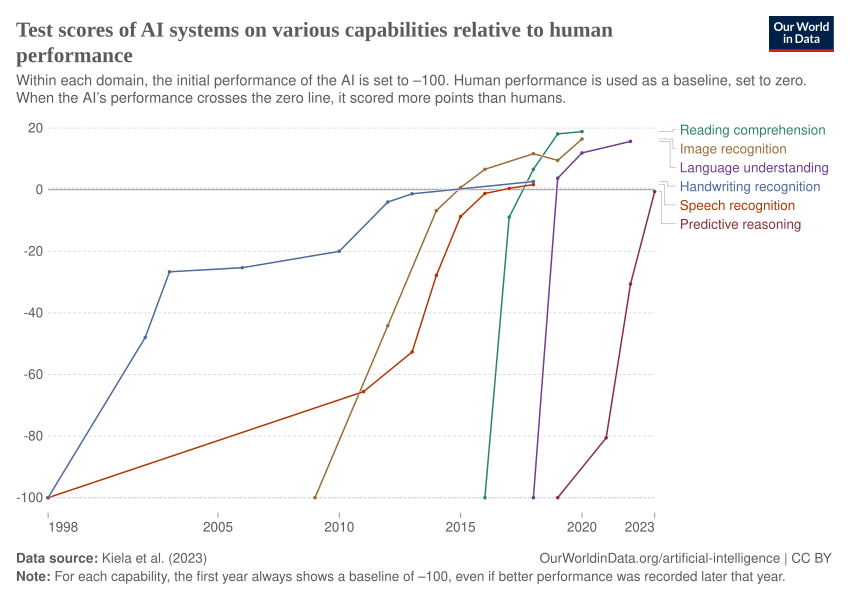 Test scores of AI systems on various capabilities relative to human
performance
Our World
in Data
Within each domain, the initial performance of the AI is set to –100. Human performance is used as a baseline, set to zero.
When the AI's performance crosses the zero line, it scored more points than humans.
20
0
-20
-40
-60
-80
-100
Reading comprehension
Image recognition
Language understanding
Handwriting recognition
Speech recognition
Predictive reasoning
1998
2005
2010
2015
2020
2023
Data source: Kiela et al. (2023)
OurWorldinData.org/artificial-intelligence | CC BY
Note: For each capability, the first year always shows a baseline of –100, even if better performance was recorded later that year.